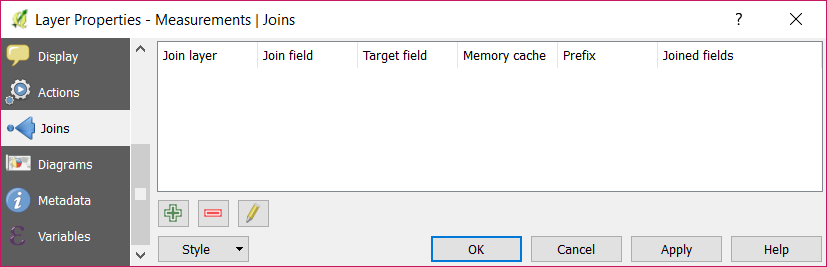 Layer Properties - Measurements | Joins
?
Display
Actions
Joins
Diagrams
Metadata
Variables
Join layer Join field Target field Memory cache Prefix Joined fields
Style OK Cancel Apply Help